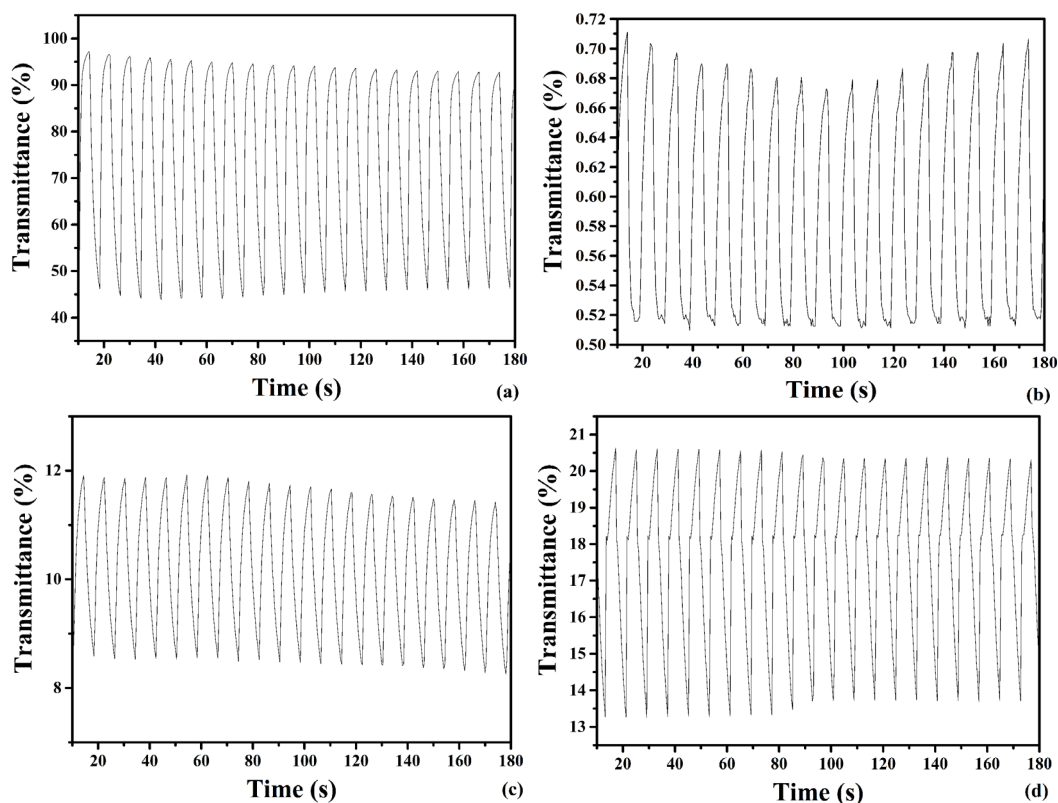 100
90
80
70
60
50
40
Transmittance (%)
20 40 60 80 100 120 140 160 180
Time (s)
(a)
0.72
0.70
0.68
0.66
0.64
0.62
0.60
0.58
0.56
0.54
0.52
0.50
Transmittance (%)
20 40 60 80 100 120 140 160 180
Time (s)
(b)
12
10
8
Transmittance (%)
20 40 60 80 100 120 140 160 180
Time (s)
(c)
21
20
19
18
17
16
15
14
13
Transmittance (%)
20 40 60 80 100 120 140 160 180
Time (s)
(d)